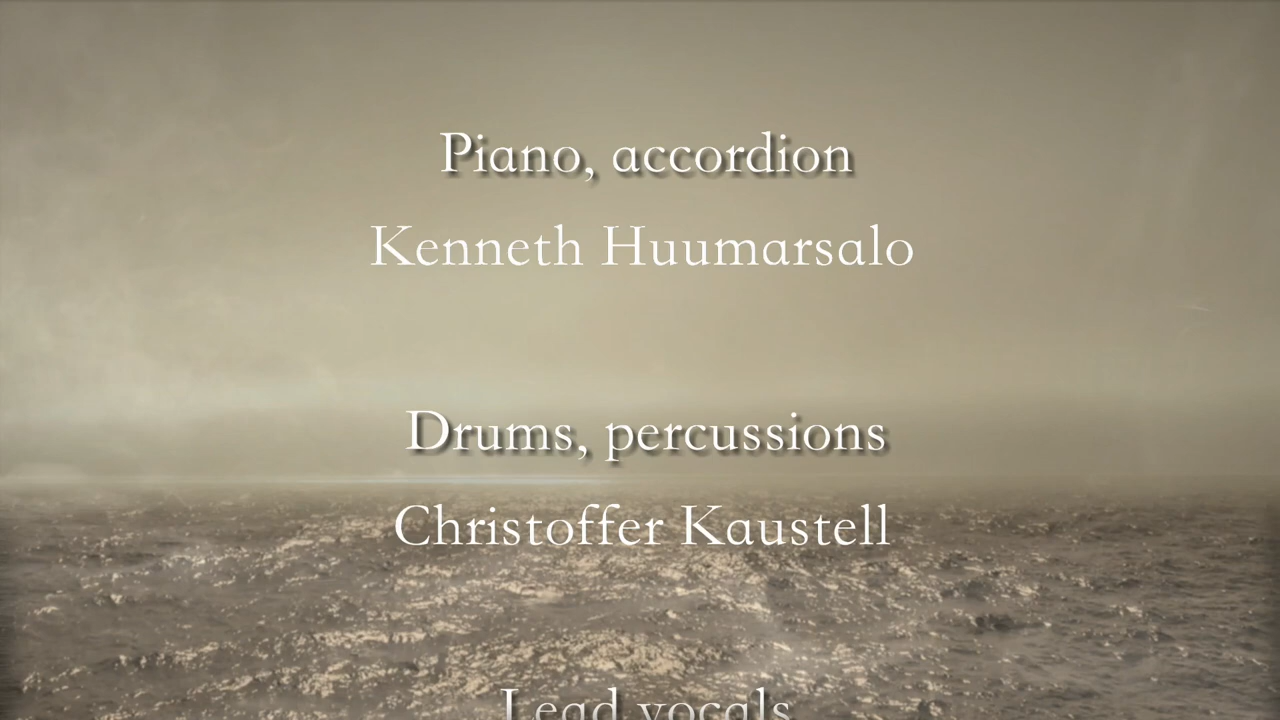 Piano, accordion
Kenneth Huumarsalo
Drums, percussions
Christoffer Kaustell
Lead vocals